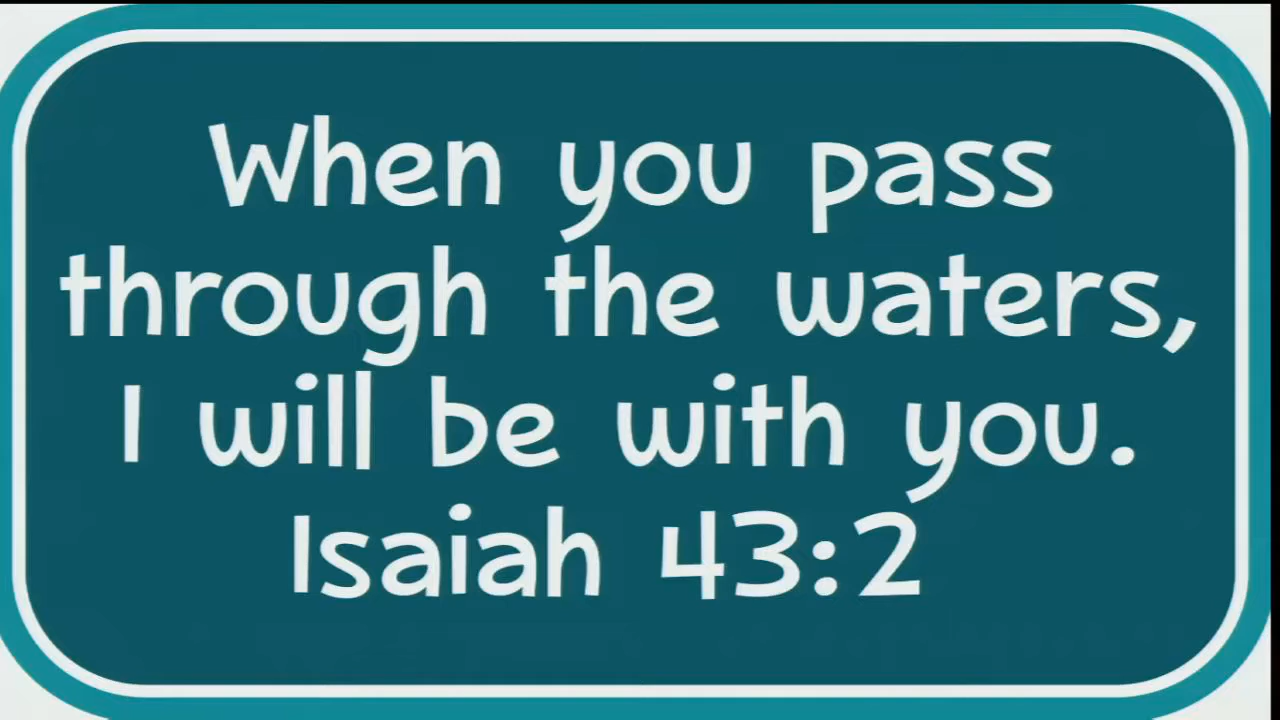 When you pass
through the waters,
I will be with you.
Isaiah 43:2